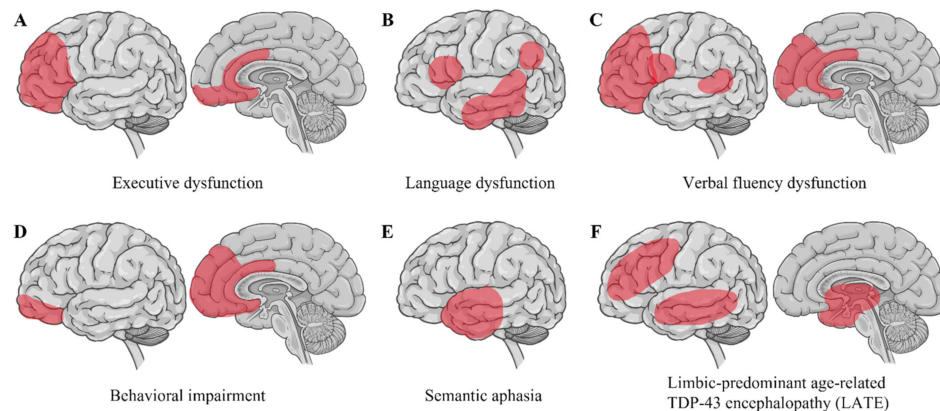 A
B
C
Executive dysfunction
Language dysfunction
Verbal fluency dysfunction
D
E
F
Behavioral impairment
Semantic aphasia
Limbic-predominant age-related
TDP-43 encephalopathy (LATE)